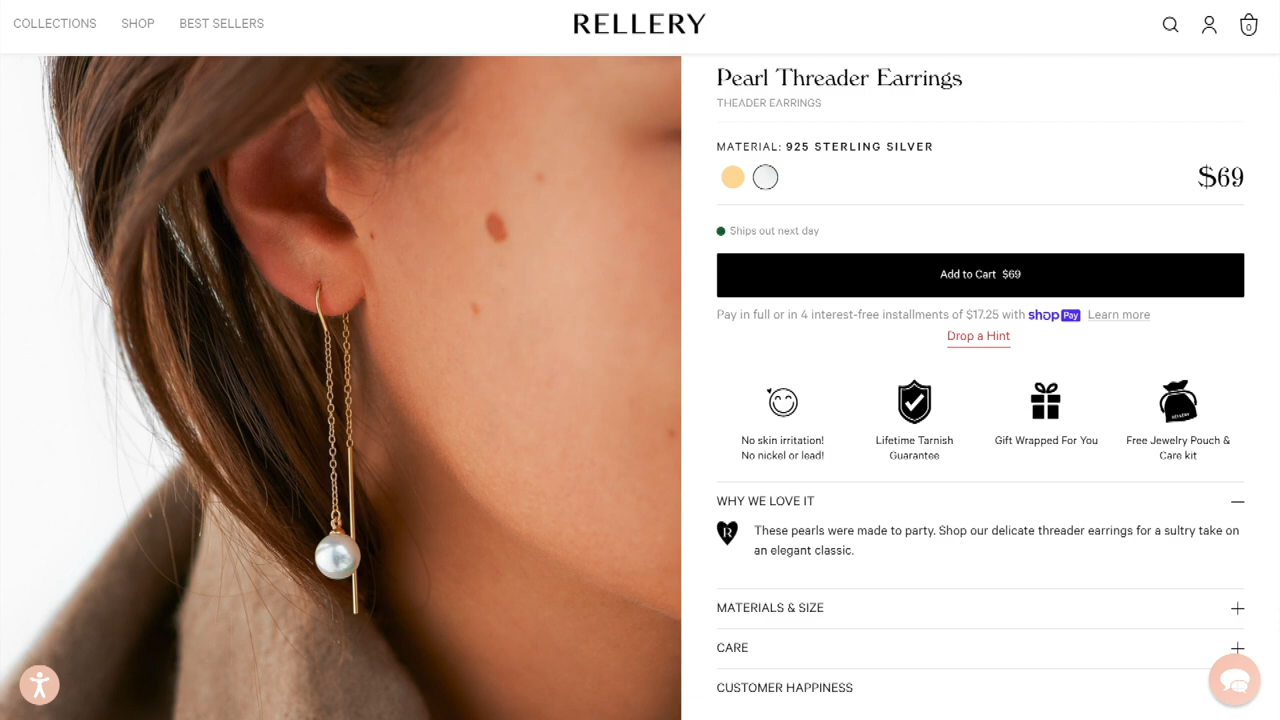 COLLECTIONS
SHOP
BEST SELLERS
RELLERY
0
Pearl Threader Earrings
THEADER EARRINGS
MATERIAL: 925 STERLING SILVER
$69
Ships out next day
Add to Cart $69
Pay in full or in 4 interest-free installments of $17.25 with shop Pay Learn more
Drop a Hint
No skin irritation!
No nickel or lead!
Lifetime Tarnish
Guarantee
Gift Wrapped For You
RELLERY
Free Jewelry Pouch &
Care kit
WHY WE LOVE IT
R
These pearls were made to party. Shop our delicate threader earrings for a sultry take on
an elegant classic.
MATERIALS & SIZE
CARE
CUSTOMER HAPPINESS